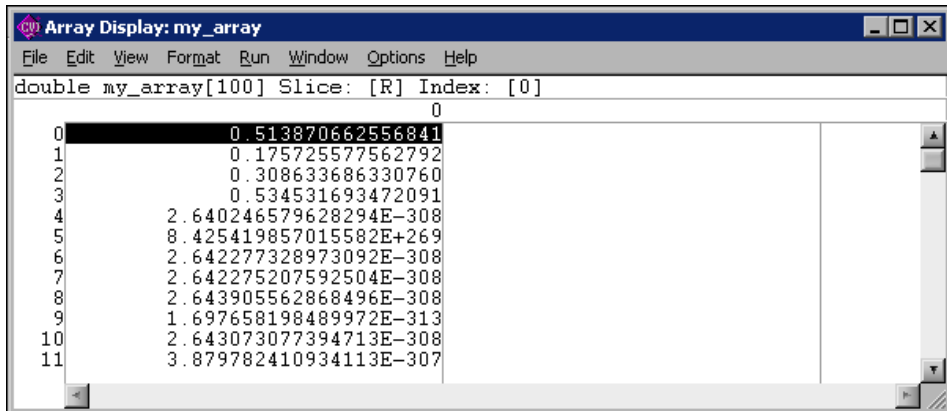 CVI Array Display: my_array
File Edit View Format Run Window Options Help
double my_array[100] Slice: [R] Index: [0]
0
0 0.513870662556841
1 0.175725577562792
2 0.308633686330760
3 0.534531693472091
4 2.640246579628294E-308
5 8.425419857015582E+269
6 2.642277328973092E-308
7 2.642275207592504E-308
8 2.643905562868496E-308
9 1.697658198489972E-313
10 2.643073077394713E-308
11 3.879782410934113E-307